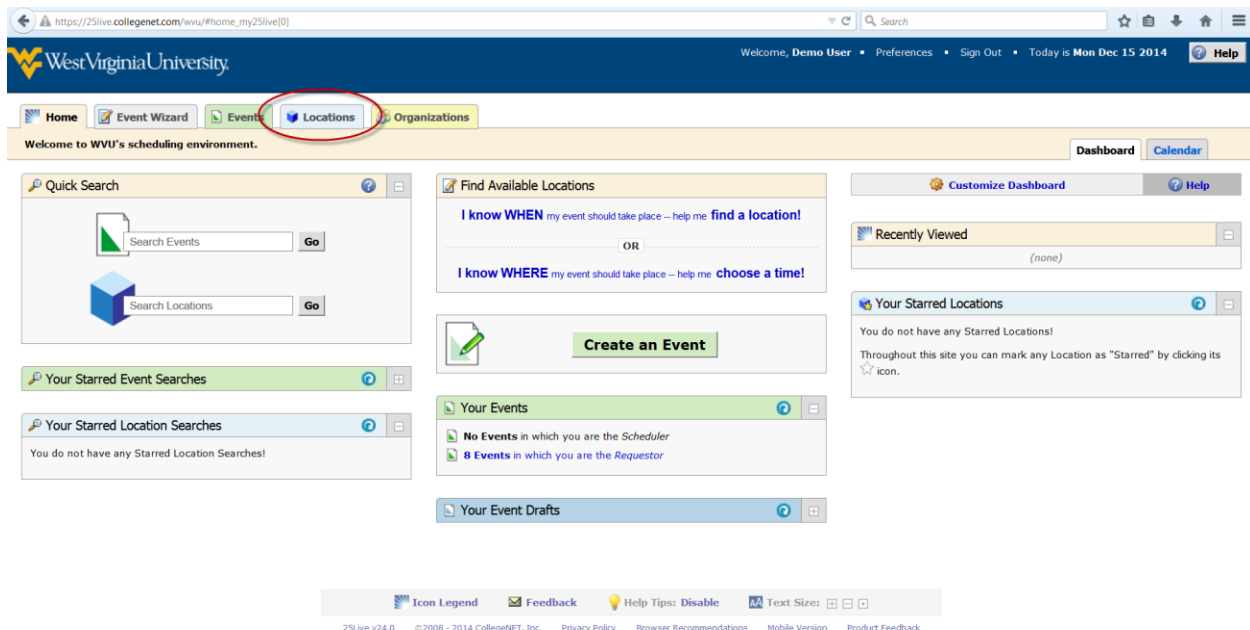 https://25live.collegenet.com/wvu/#home_my25live[0]
Search
WestVirginiaUniversity.
Welcome, Demo User ▪ Preferences ▪ Sign Out ▪ Today is Mon Dec 15 2014
Help
Home
Event Wizard
Events
Locations
Organizations
Welcome to WVU's scheduling environment.
Dashboard
Calendar
Quick Search
Search Events
Go
Search Locations
Go
Your Starred Event Searches
Your Starred Location Searches
You do not have any Starred Location Searches!
Find Available Locations
I know WHEN my event should take place -- help me find a location!
OR
I know WHERE my event should take place -- help me choose a time!
Create an Event
Your Events
No Events in which you are the Scheduler
8 Events in which you are the Requestor
Your Event Drafts
Customize Dashboard
Help
Recently Viewed
(none)
Your Starred Locations
You do not have any Starred Locations!
Throughout this site you can mark any Location as "Starred" by clicking its
icon.
Icon Legend
Feedback
Help Tips: Disable
AA Text Size:
25Live v24.0 ©2008 - 2014 CollegeNET, Inc. Privacy Policy Browser Recommendations Mobile Version Product Feedback